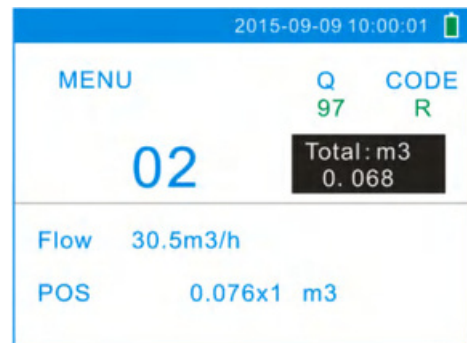 2015-09-09 10:00:01
MENU Q CODE
97 R
02 Total:m3
0.068
Flow 30.5m3/h
POS 0.076x1 m3